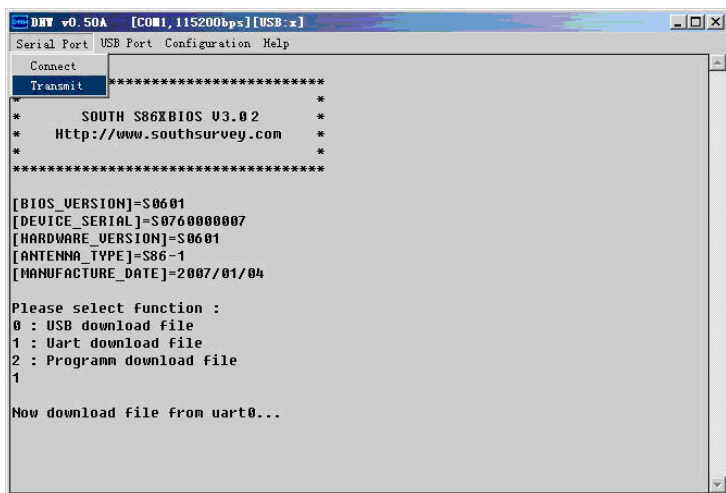 DNW v0.50A [COM1,115200bps][USB:x]
Serial Port USB Port Configuration Help
Connect
Transmit
*************************
* *
* SOUTH S86XBIOS V3.02 *
* Http://www.southsurvey.com *
* *
*************************************
[BIOS_VERSION]=S0601
[DEVICE_SERIAL]=S0760000007
[HARDWARE_VERSION]=S0601
[ANTENNA_TYPE]=S86-1
[MANUFACTURE_DATE]=2007/01/04
Please select function :
0 : USB download file
1 : Uart download file
2 : Programm download file
1
Now download file from uart0...